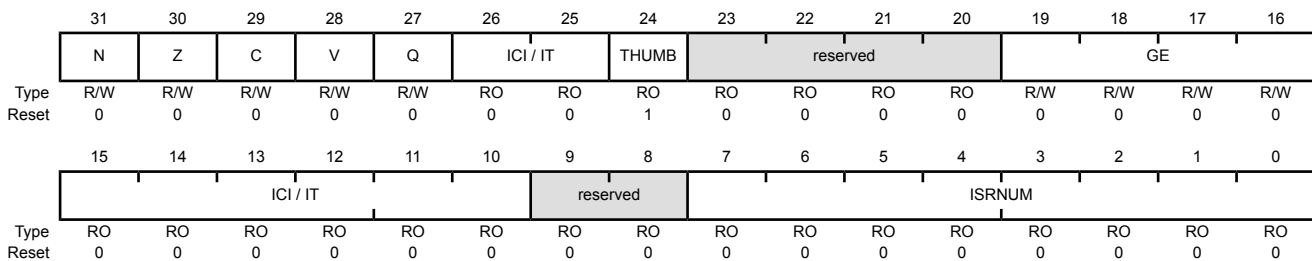 31 30 29 28 27 26 25 24 23 22 21 20 19 18 17 16
N Z C V Q ICI / IT THUMB reserved GE
Type R/W R/W R/W R/W R/W RO RO RO RO RO RO RO R/W R/W R/W R/W
Reset 0 0 0 0 0 0 0 1 0 0 0 0 0 0 0 0
15 14 13 12 11 10 9 8 7 6 5 4 3 2 1 0
ICI / IT reserved ISRNUM
Type RO RO RO RO RO RO RO RO RO RO RO RO RO RO RO RO
Reset 0 0 0 0 0 0 0 0 0 0 0 0 0 0 0 0